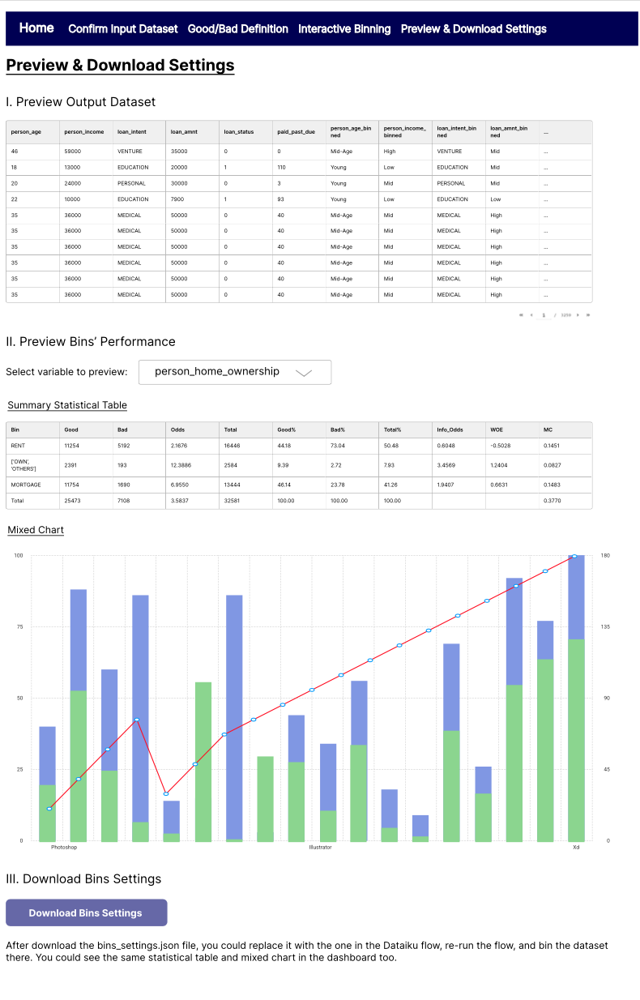 Home Confirm Input Dataset Good/Bad Definition Interactive Binning Preview & Download Settings
Preview & Download Settings
I. Preview Output Dataset
person_age person_income loan_intent loan_amnt loan_status paid_past_due person_age_bin person_income_ loan_intent_bin loan_amnt_bin ...
ned binned ned ned
46 59000 VENTURE 35000 0 0 Mid-Age High VENTURE Mid ...
18 13000 EDUCATION 20000 1 110 Young Low EDUCATION Mid ...
20 24000 PERSONAL 30000 0 3 Young Mid PERSONAL Mid ...
22 10000 EDUCATION 7900 1 93 Young Low EDUCATION Low ...
35 36000 MEDICAL 50000 0 40 Mid-Age Mid MEDICAL High ...
35 36000 MEDICAL 50000 0 40 Mid-Age Mid MEDICAL High ...
35 36000 MEDICAL 50000 0 40 Mid-Age Mid MEDICAL High ...
35 36000 MEDICAL 50000 0 40 Mid-Age Mid MEDICAL High ...
35 36000 MEDICAL 50000 0 40 Mid-Age Mid MEDICAL High ...
35 36000 MEDICAL 50000 0 40 Mid-Age Mid MEDICAL High ...
1 /
II. Preview Bins' Performance
Select variable to preview: person_home_ownership
Summary Statistical Table
Bin Good Bad Odds Total Good% Bad% Total% Info_Odds WOE MC
RENT 11254 5192 2.1676 16446 44.18 73.04 50.48 0.6048 -0.5028 0.1451
['OWN', 2391 193 12.3886 2584 9.39 2.72 7.93 3.4569 1.2404 0.0827
'OTHERS']
MORTGAGE 11754 1690 6.9550 13444 46.14 23.78 41.26 1.9407 0.6631 0.1483
Total 25473 7108 3.5837 32581 100.00 100.00 100.00 0.3770
Mixed Chart
100 180
75 135
50 90
25 45
0 0
Photoshop Illustrator Xd
III. Download Bins Settings
Download Bins Settings
After download the bins_settings.json file, you could replace it with the one in the Dataiku flow, re-run the flow, and bin the dataset
there. You could see the same statistical table and mixed chart in the dashboard too.